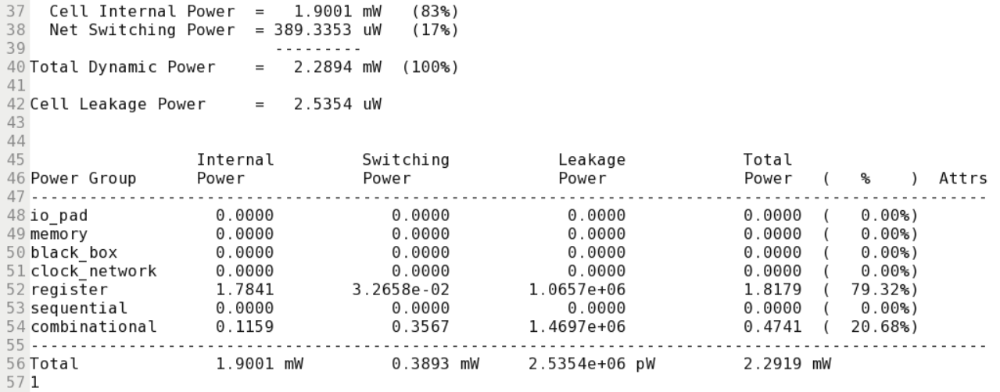 37   Cell Internal Power  =   1.9001 mW   (83%)
38   Net Switching Power  = 389.3353 uW   (17%)
39                          ---------
40 Total Dynamic Power    =   2.2894 mW  (100%)
41
42 Cell Leakage Power     =   2.5354 uW
43
44
45                  Internal         Switching           Leakage            Total
46 Power Group      Power            Power               Power              Power   (   %    )  Attrs
47 --------------------------------------------------------------------------------------------------
48 io_pad             0.0000            0.0000            0.0000            0.0000  (   0.00%)
49 memory             0.0000            0.0000            0.0000            0.0000  (   0.00%)
50 black_box          0.0000            0.0000            0.0000            0.0000  (   0.00%)
51 clock_network      0.0000            0.0000            0.0000            0.0000  (   0.00%)
52 register           1.7841        3.2658e-02        1.0657e+06            1.8179  (  79.32%)
53 sequential         0.0000            0.0000            0.0000            0.0000  (   0.00%)
54 combinational      0.1159            0.3567        1.4697e+06            0.4741  (  20.68%)
55 --------------------------------------------------------------------------------------------------
56 Total              1.9001 mW         0.3893 mW     2.5354e+06 pW         2.2919 mW
57 1